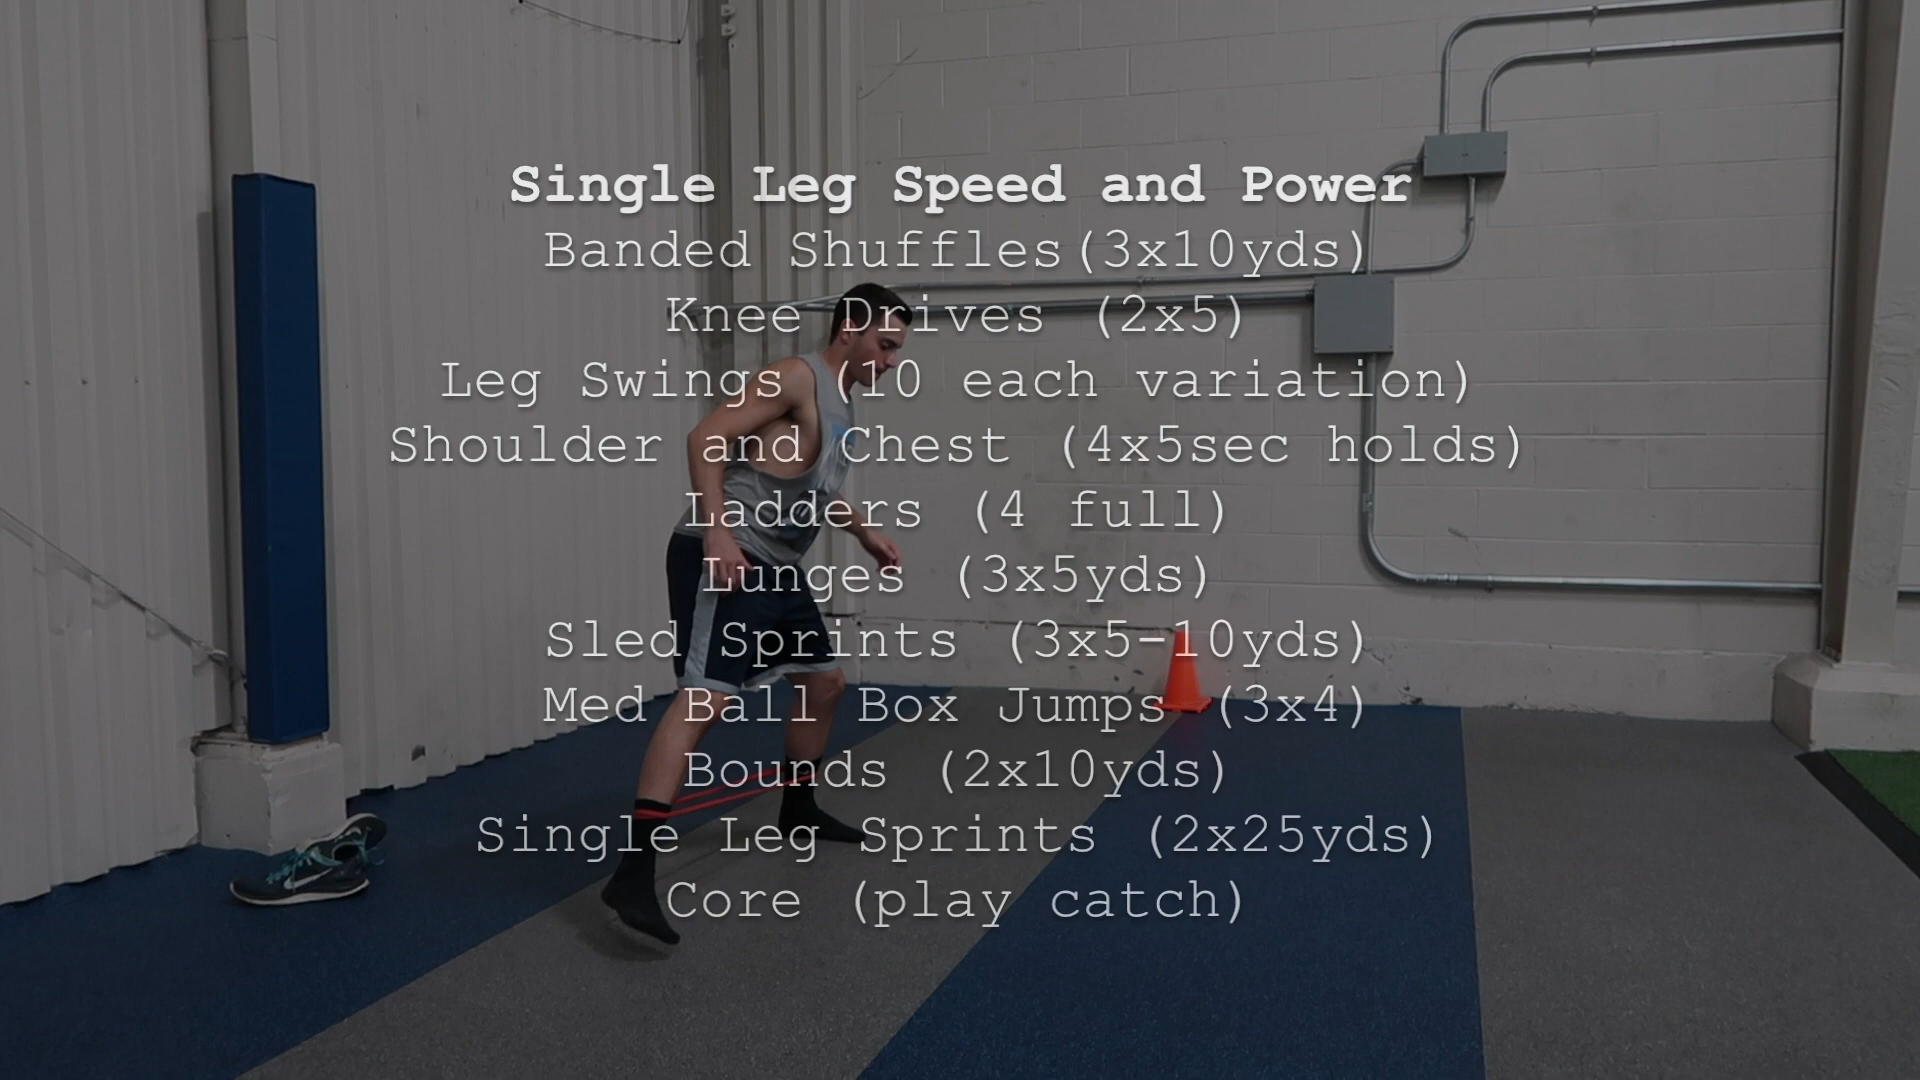 Single Leg Speed and Power
Banded Shuffles(3x10yds)
Knee Drives (2x5)
Leg Swings (10 each variation)
Shoulder and Chest (4x5sec holds)
Ladders (4 full)
Lunges (3x5yds)
Sled Sprints (3x5-10yds)
Med Ball Box Jumps (3x4)
Bounds (2x10yds)
Single Leg Sprints (2x25yds)
Core (play catch)